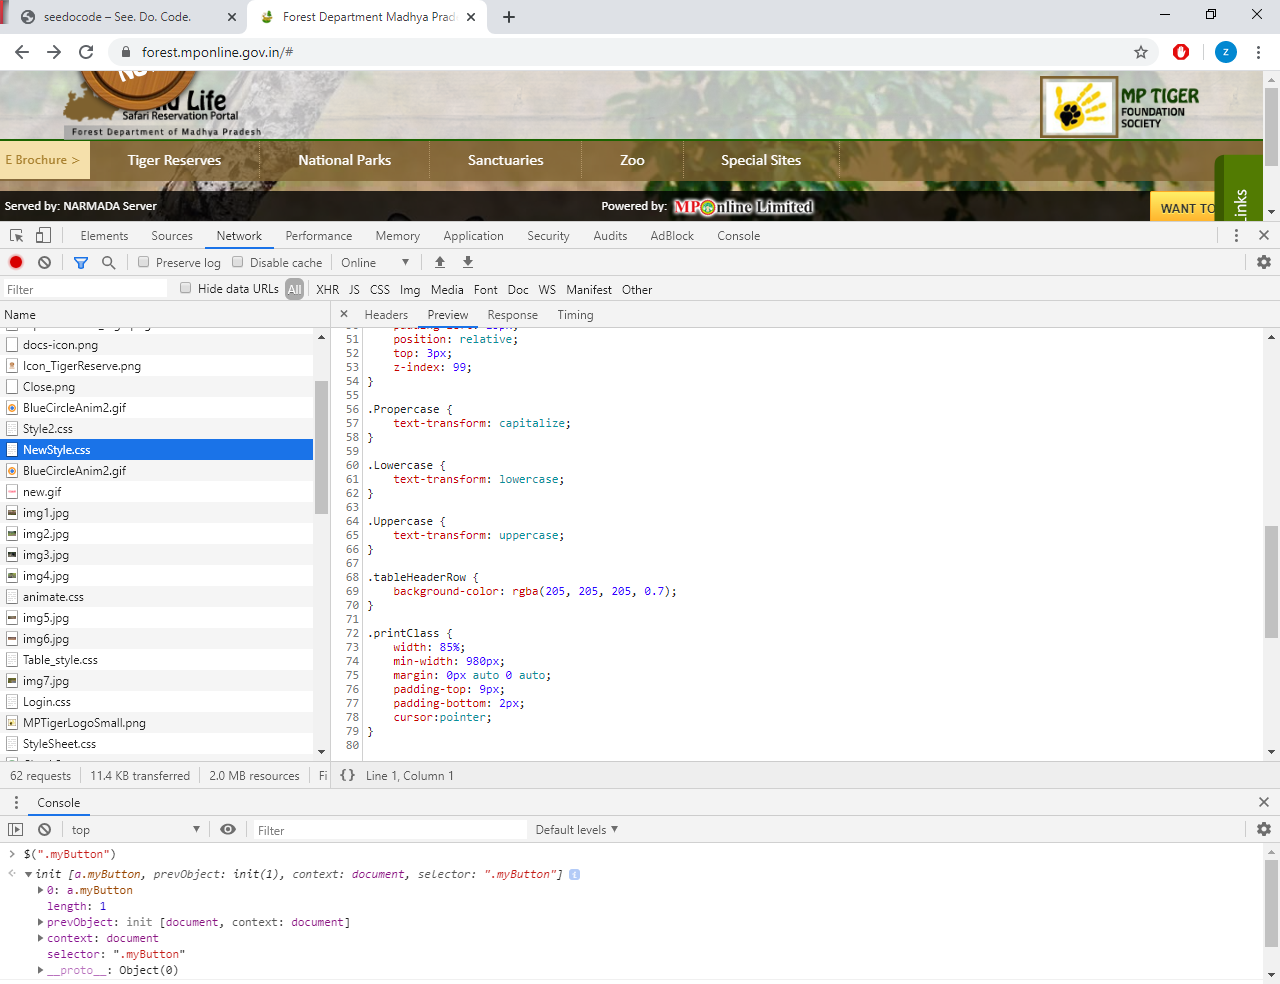 seedocode – See. Do. Code.
Forest Department Madhya Prad
forest.mponline.gov.in/#
Z
Life
Safari Reservation Portal
Forest Department of Madhya Pradesh
MP TIGER
FOUNDATION
SOCIETY
E Brochure >
Tiger Reserves
National Parks
Sanctuaries
Zoo
Special Sites
Served by: NARMADA Server
Powered by:
MPOnline Limited
WANT TO
Links
Elements
Sources
Network
Performance
Memory
Application
Security
Audits
AdBlock
Console
Preserve log
Disable cache
Online
Filter
Hide data URLs
All
XHR
JS
CSS
Img
Media
Font
Doc
WS
Manifest
Other
Name
Headers
Preview
Response
Timing
docs-icon.png
Icon_TigerReserve.png
Close.png
BlueCircleAnim2.gif
Style2.css
NewStyle.css
BlueCircleAnim2.gif
new.gif
img1.jpg
img2.jpg
img3.jpg
img4.jpg
animate.css
img5.jpg
img6.jpg
Table_style.css
img7.jpg
Login.css
MPTigerLogoSmall.png
StyleSheet.css
51 position: relative;
52 top: 3px;
53 z-index: 99;
54 }
55
56 .Propercase {
57 text-transform: capitalize;
58 }
59
60 .Lowercase {
61 text-transform: lowercase;
62 }
63
64 .Uppercase {
65 text-transform: uppercase;
66 }
67
68 .tableHeaderRow {
69 background-color: rgba(205, 205, 205, 0.7);
70 }
71
72 .printClass {
73 width: 85%;
74 min-width: 980px;
75 margin: 0px auto 0 auto;
76 padding-top: 9px;
77 padding-bottom: 2px;
78 cursor:pointer;
79 }
80
62 requests
11.4 KB transferred
2.0 MB resources
Fi
{} Line 1, Column 1
Console
top
Filter
Default levels
> $(".myButton")
init [a.myButton, prevObject: init(1), context: document, selector: ".myButton"] i
0: a.myButton
length: 1
prevObject: init [document, context: document]
context: document
selector: ".myButton"
__proto__: Object(0)